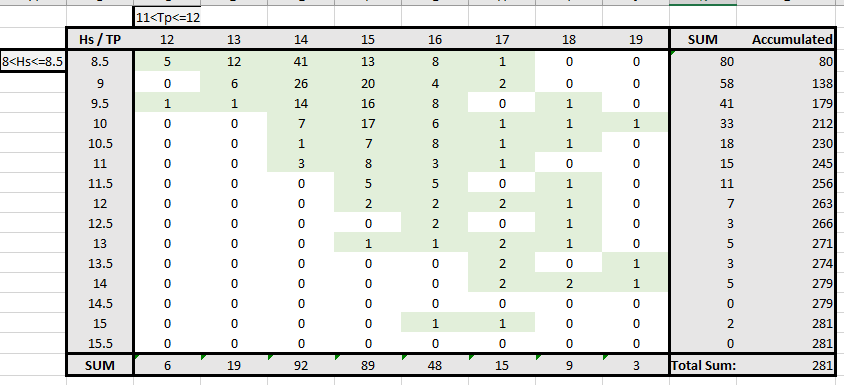 11<Tp<=12
Hs / TP 12 13 14 15 16 17 18 19 SUM Accumulated
8<Hs<=8.5 8.5 5 12 41 13 8 1 0 0 80 80
9 0 6 26 20 4 2 0 0 58 138
9.5 1 1 14 16 8 0 1 0 41 179
10 0 0 7 17 6 1 1 1 33 212
10.5 0 0 1 7 8 1 1 0 18 230
11 0 0 3 8 3 1 0 0 15 245
11.5 0 0 0 5 5 0 1 0 11 256
12 0 0 0 2 2 2 1 0 7 263
12.5 0 0 0 0 2 0 1 0 3 266
13 0 0 0 1 1 2 1 0 5 271
13.5 0 0 0 0 0 2 0 1 3 274
14 0 0 0 0 0 2 2 1 5 279
14.5 0 0 0 0 0 0 0 0 0 279
15 0 0 0 0 1 1 0 0 2 281
15.5 0 0 0 0 0 0 0 0 0 281
SUM 6 19 92 89 48 15 9 3 Total Sum: 281